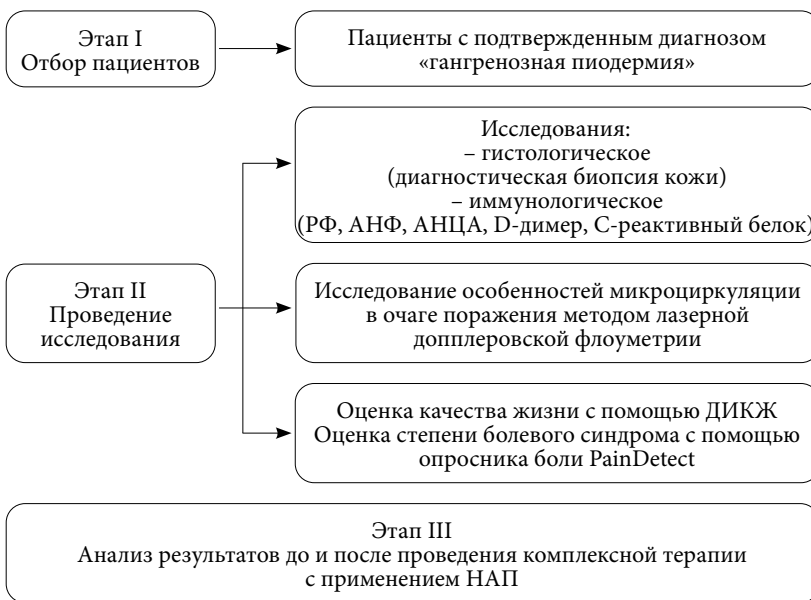 Этап I
Отбор пациентов
Пациенты с подтвержденным диагнозом
«гангренозная пиодермия»
Этап II
Проведение
исследования
Исследования:
– гистологическое
(диагностическая биопсия кожи)
– иммунологическое
(РФ, АНФ, АНЦА, D-димер, С-реактивный белок)
Исследование особенностей микроциркуляции
в очаге поражения методом лазерной
допплеровской флоуметрии
Оценка качества жизни с помощью ДИКЖ
Оценка степени болевого синдрома с помощью
опросника боли PainDetect
Этап III
Анализ результатов до и после проведения комплексной терапии
с применением НАП